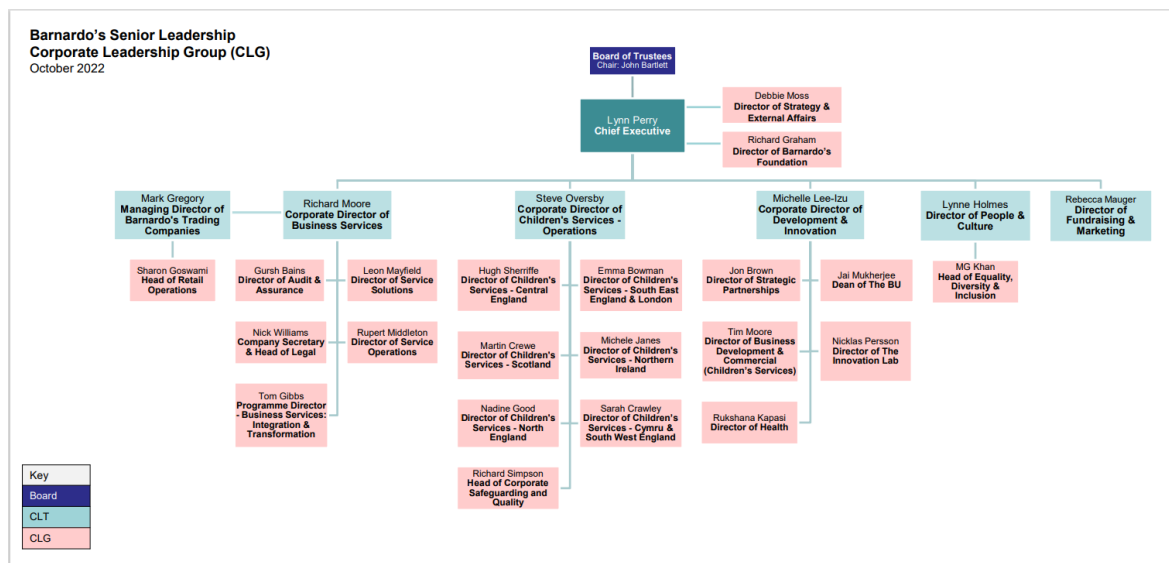 Barnardo's Senior Leadership
Corporate Leadership Group (CLG)
October 2022
Board of Trustees
Chair: John Bartlett
Lynn Perry
Chief Executive
Debbie Moss
Director of Strategy &
External Affairs
Richard Graham
Director of Barnardo's
Foundation
Mark Gregory
Managing Director of
Barnardo's Trading
Companies
Richard Moore
Corporate Director of
Business Services
Steve Oversby
Corporate Director of
Children's Services -
Operations
Michelle Lee-Izu
Corporate Director of
Development &
Innovation
Lynne Holmes
Director of People &
Culture
Rebecca Mauger
Director of
Fundraising &
Marketing
Sharon Goswami
Head of Retail
Operations
Gursh Bains
Director of Audit &
Assurance
Leon Mayfield
Director of Service
Solutions
Nick Williams
Company Secretary
& Head of Legal
Rupert Middleton
Director of Service
Operations
Tom Gibbs
Programme Director
- Business Services:
Integration &
Transformation
Hugh Sherriffe
Director of Children's
Services - Central
England
Emma Bowman
Director of Children's
Services - South East
England & London
Martin Crewe
Director of Children's
Services - Scotland
Michele Janes
Director of Children's
Services - Northern
Ireland
Nadine Good
Director of Children's
Services - North
England
Sarah Crawley
Director of Children's
Services - Cymru &
South West England
Richard Simpson
Head of Corporate
Safeguarding and
Quality
Jon Brown
Director of Strategic
Partnerships
Jai Mukherjee
Dean of The BU
Tim Moore
Director of Business
Development &
Commercial
(Children's Services)
Nicklas Persson
Director of The
Innovation Lab
Rukshana Kapasi
Director of Health
MG Khan
Head of Equality,
Diversity &
Inclusion
Key
Board
CLT
CLG